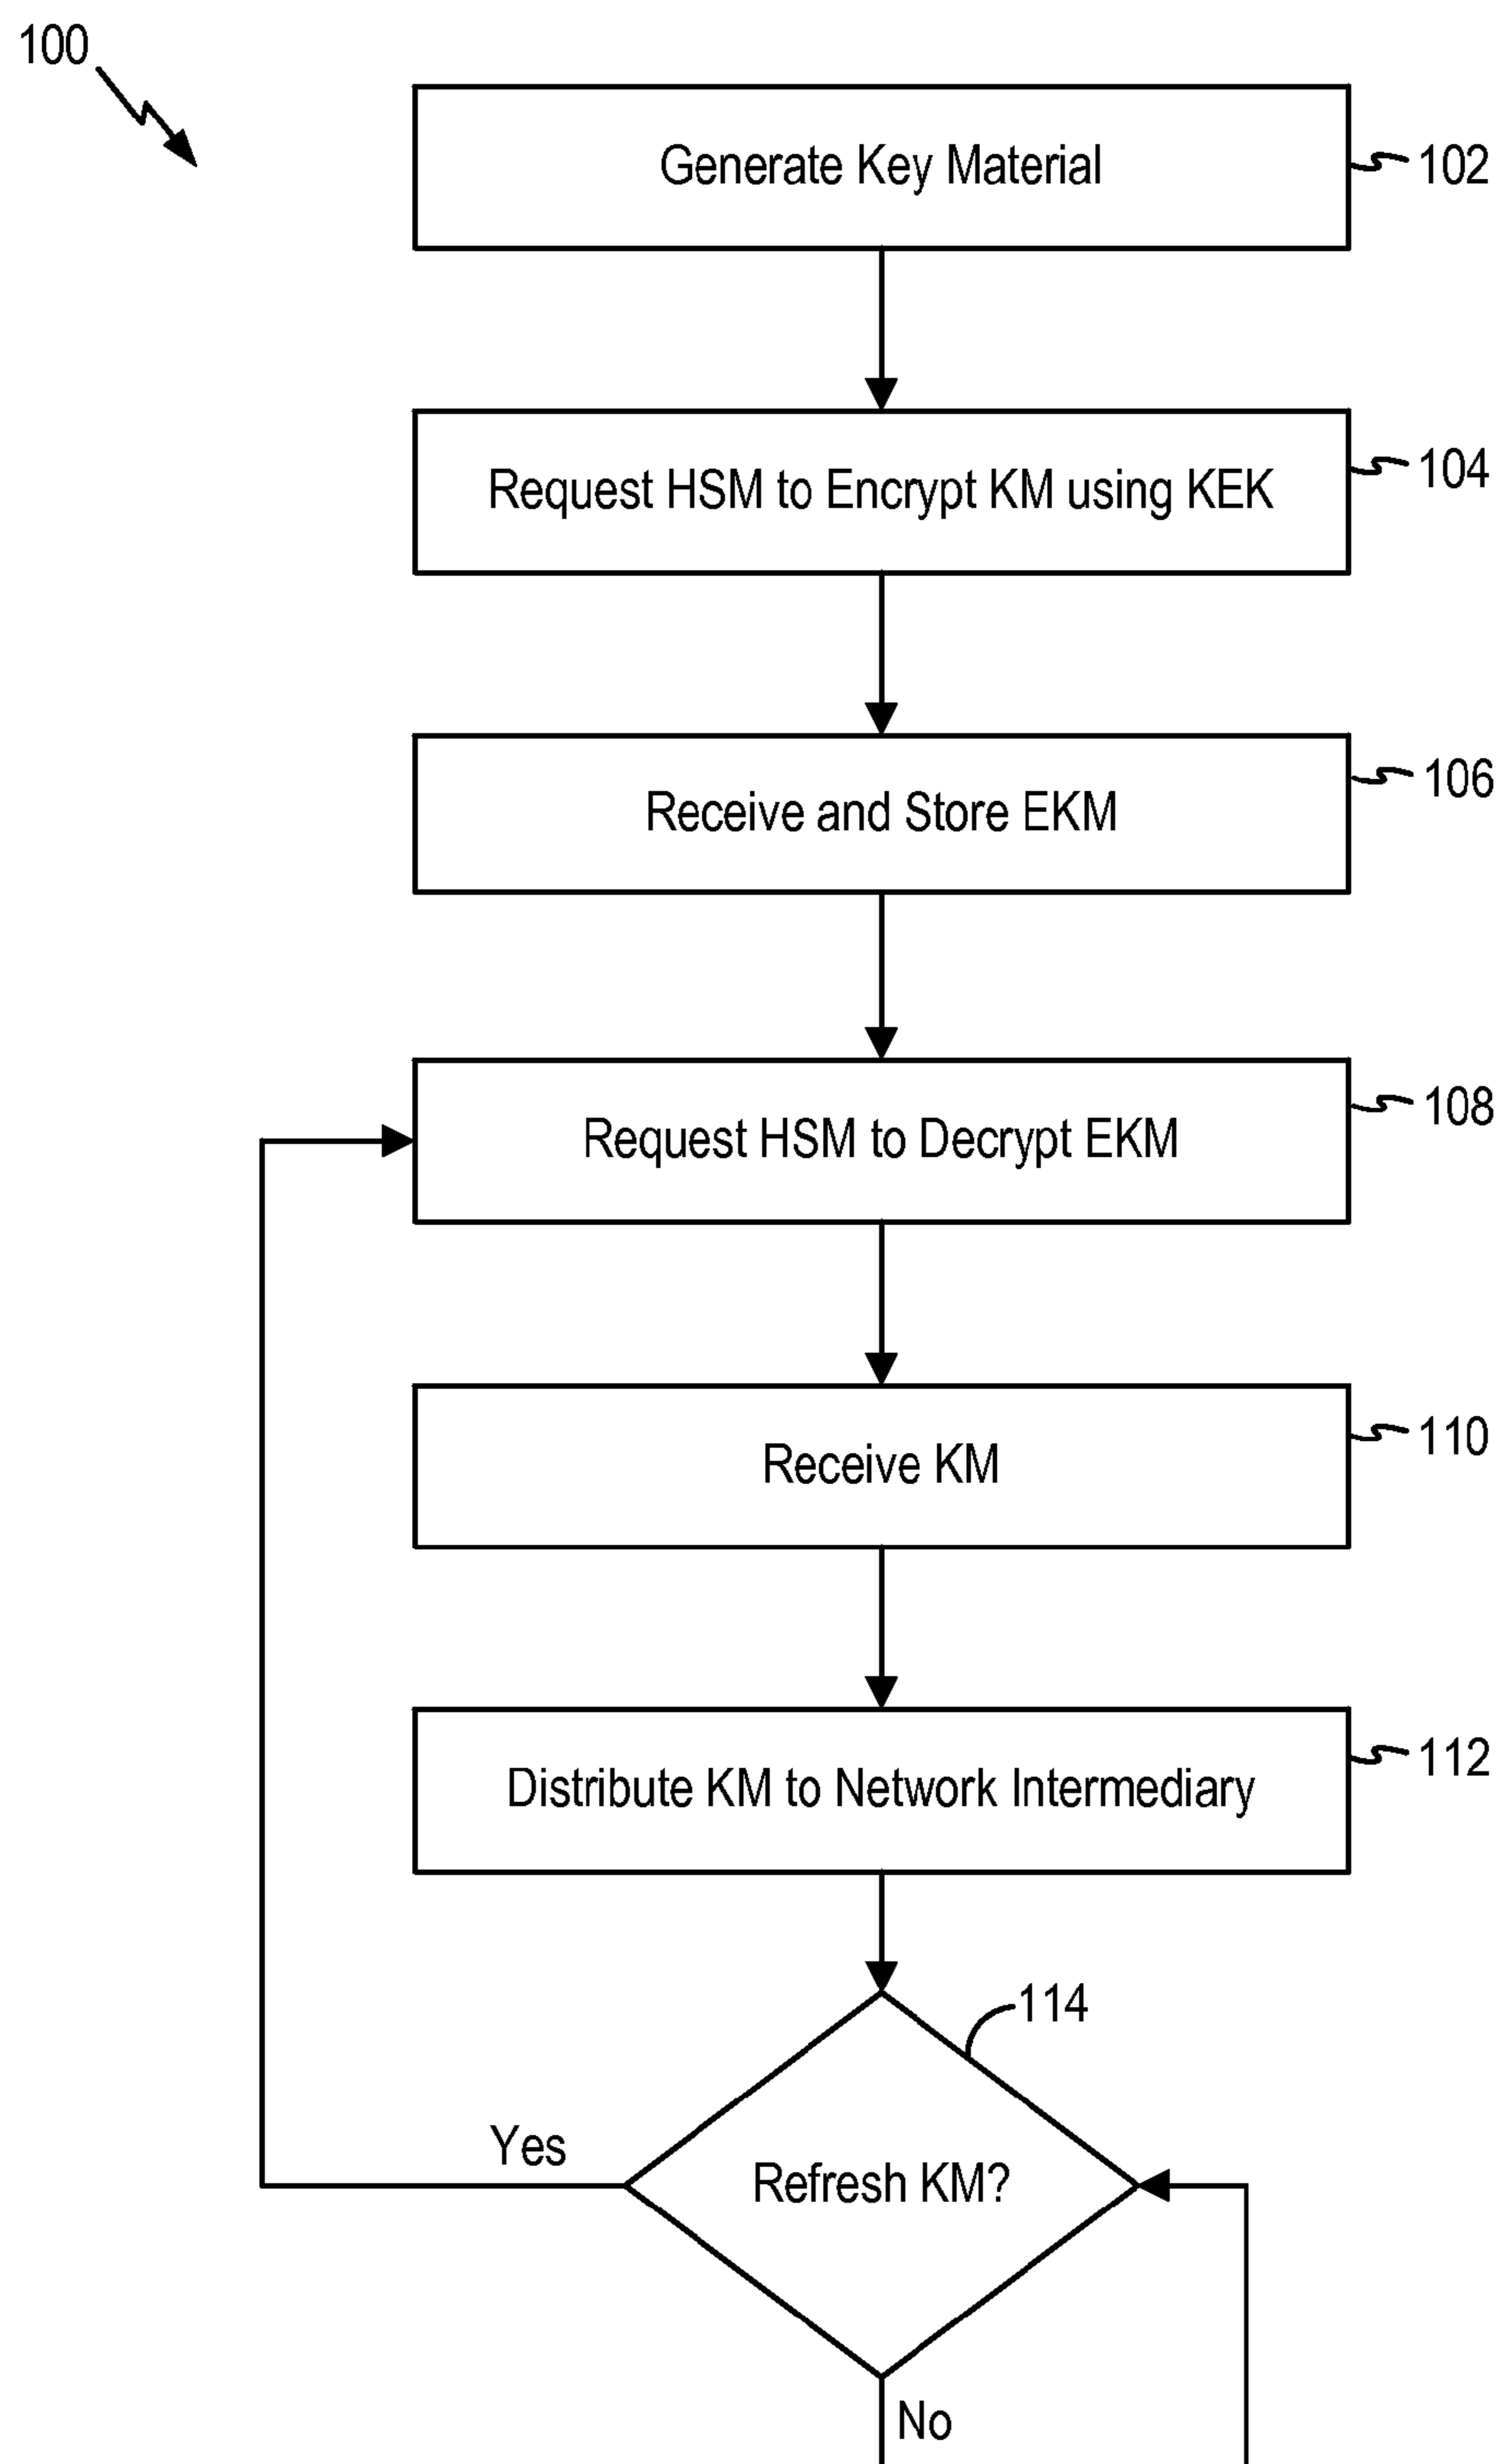 100
Generate Key Material
102
Request HSM to Encrypt KM using KEK
104
Receive and Store EKM
106
Request HSM to Decrypt EKM
108
Receive KM
110
Distribute KM to Network Intermediary
112
114
Yes
Refresh KM?
No